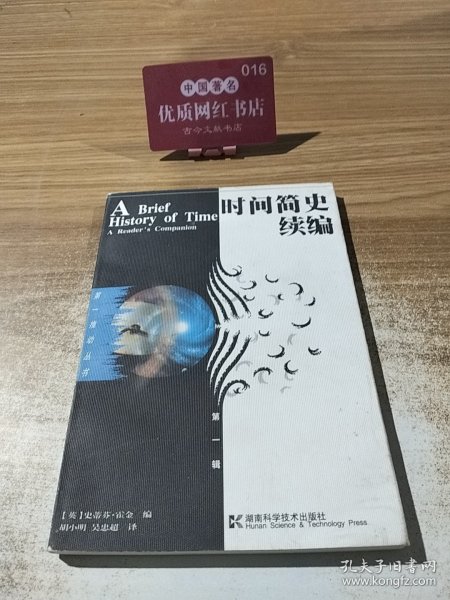 016
中国著名
优质网红书店
古今文献书店
A Brief
History of Time
A Reader's Companion
时间简史
续编
第一推动丛书
第一辑
[英]史蒂芬·霍金 编
胡小明 吴忠超 译
湖南科学技术出版社
Hunan Science & Technology Press
孔夫子旧书网
www.kongfz.com